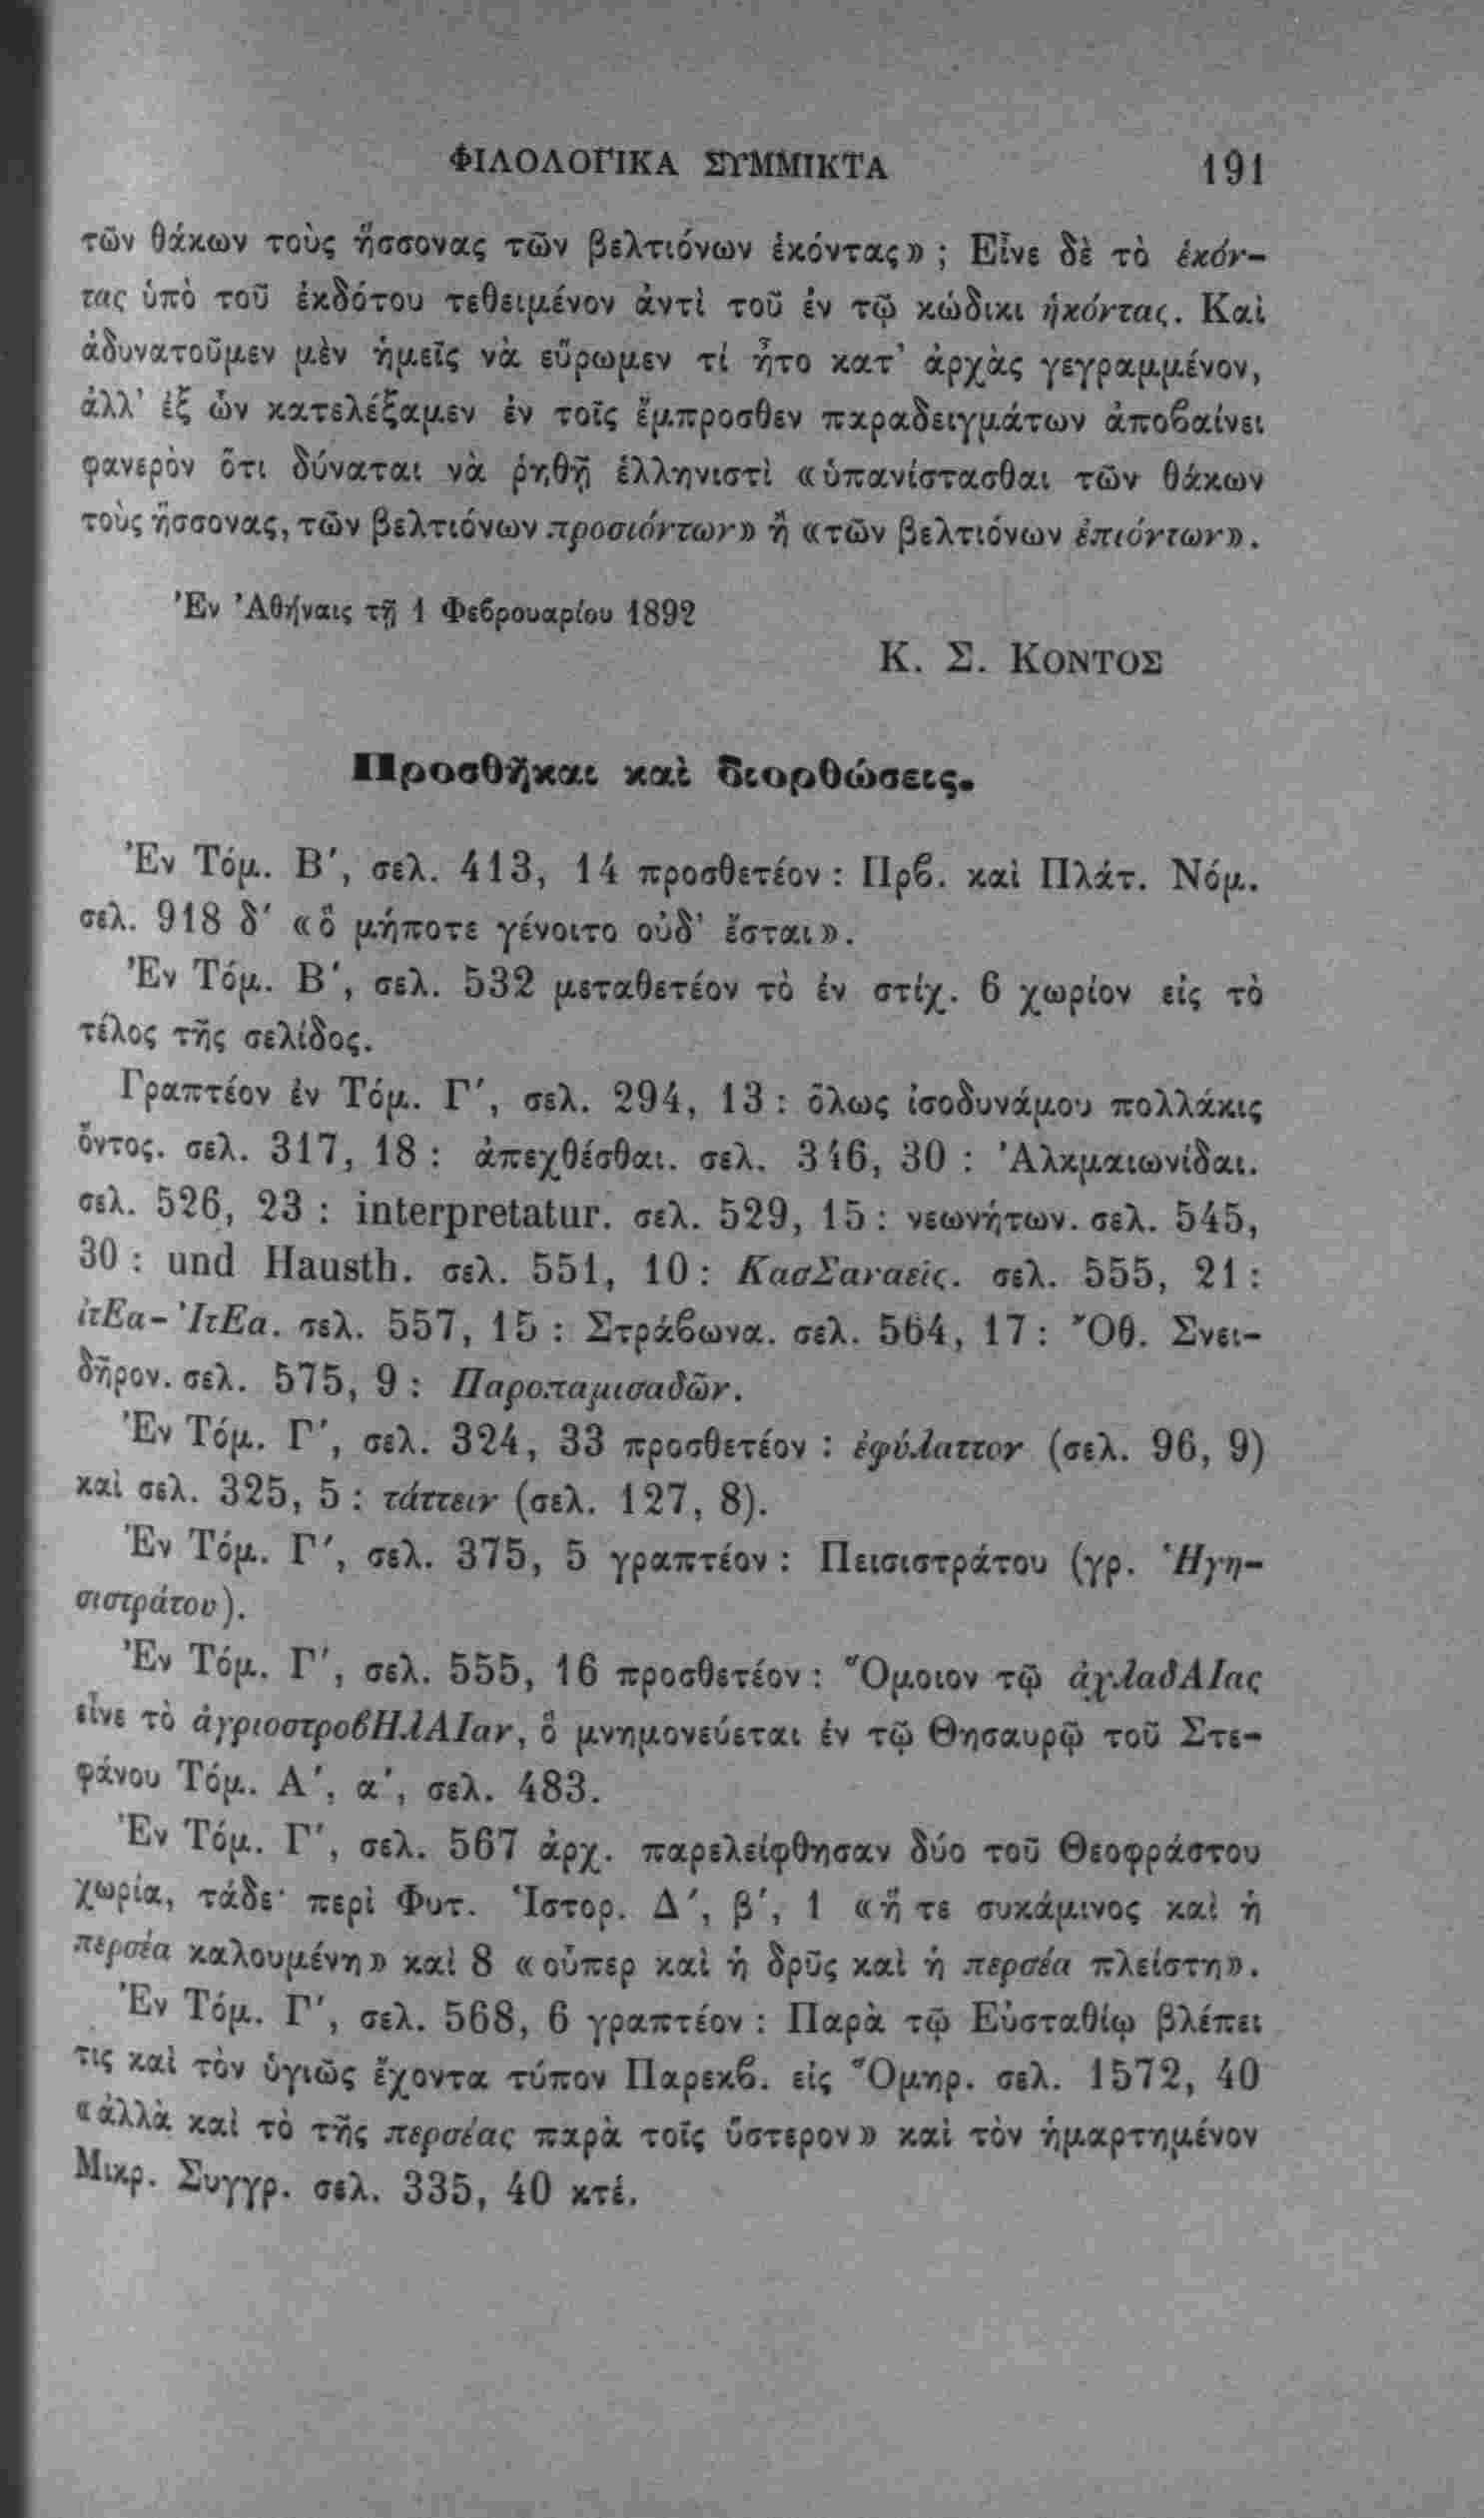 ΦΙΛΟΛΟΓΙΚΑ ΣΥΜΜΙΚΤΑ 191
τῶν θάκων τοὺς ἥσσονας τῶν βελτιόνων ἑκόντας» ; Εἶνε δὲ τὸ ἑκόν-
τας ὑπὸ τοῦ ἐκδότου τεθειμένον ἀντὶ τοῦ ἐν τῷ κώδικι ἡκόντας. Καὶ
ἀδυνατοῦμεν μὲν ἡμεῖς νὰ εὕρωμεν τί ἦτο κατ᾽ ἀρχὰς γεγραμμένον,
ἀλλ᾽ ἐξ ὧν κατελέξαμεν ἐν τοῖς ἔμπροσθεν παραδειγμάτων ἀποϐαίνει
φανερὸν ὅτι δύναται νὰ ῥηθῇ ἑλληνιστὶ «ὑπανίστασθαι τῶν θάκων
τοὺς ἥσσονας, τῶν βελτιόνων προσιόντων» ἢ «τῶν βελτιόνων ἐπιόντων».
Ἐν Ἀθήναις τῇ 1 Φεϐρουαρίου 1892
Κ. Σ. ΚΟΝΤΟΣ
Προσθῆκαι καὶ διορθώσεις.
Ἐν Τόμ. Β′, σελ. 413, 14 προσθετέον : Πρϐ. καὶ Πλάτ. Νόμ.
σελ. 918 δ′ «ὃ μήποτε γένοιτο οὐδ᾽ ἔσται».
Ἐν Τόμ. Β′, σελ. 532 μεταθετέον τὸ ἐν στίχ. 6 χωρίον εἰς τὸ
τέλος τῆς σελίδος.
Γραπτέον ἐν Τόμ. Γ′, σελ. 294, 13 : ὅλως ἰσοδυνάμου πολλάκις
ὄντος. σελ. 317, 18 : ἀπεχθέσθαι. σελ. 346, 30 : Ἀλκμαιωνίδαι.
σελ. 526, 23 : interpretatur. σελ. 529, 15 : νεωνήτων. σελ. 545,
30 : und Hausth. σελ. 551, 10 : ΚασΣαναεὶς. σελ. 555, 21 :
ἰτΕα-ἸτΕα. σελ. 557, 15 : Στράϐωνα. σελ. 564, 17 : Ὄθ. Σνει-
δῆρον. σελ. 575, 9 : Παροπαμισαδῶν.
Ἐν Τόμ. Γ′, σελ. 324, 33 προσθετέον : ἐφύλαττον (σελ. 96, 9)
καὶ σελ. 325, 5 : τάττειν (σελ. 127, 8).
Ἐν Τόμ. Γ′, σελ. 375, 5 γραπτέον : Πεισιστράτου (γρ. Ἡγη-
σιστράτου).
Ἐν Τόμ. Γ′, σελ. 555, 16 προσθετέον : Ὅμοιον τῷ ἀχλαδΑΙας
εἶνε τὸ ἀγριοστροϐΗλΑΙαν, ὃ μνημονεύεται ἐν τῷ Θησαυρῷ τοῦ Στε-
φάνου Τόμ. Α′, α′, σελ. 483.
Ἐν Τόμ. Γ′, σελ. 567 ἀρχ. παρελείφθησαν δύο τοῦ Θεοφράστου
χωρία, τάδε· περὶ Φυτ. Ἱστορ. Δ′, β′, 1 «ἥ τε συκάμινος καὶ ἡ
περσέα καλουμένη» καὶ 8 «οὗπερ καὶ ἡ δρῦς καὶ ἡ περσέα πλείστη».
Ἐν Τόμ. Γ′, σελ. 568, 6 γραπτέον : Παρὰ τῷ Εὐσταθίῳ βλέπει
τις καὶ τὸν ὑγιῶς ἔχοντα τύπον Παρεκϐ. εἰς Ὅμηρ. σελ. 1572, 40
«ἀλλὰ καὶ τὸ τῆς περσέας παρὰ τοῖς ὕστερον» καὶ τὸν ἡμαρτημένον
Μικρ. Συγγρ. σελ. 335, 40 κτἑ.